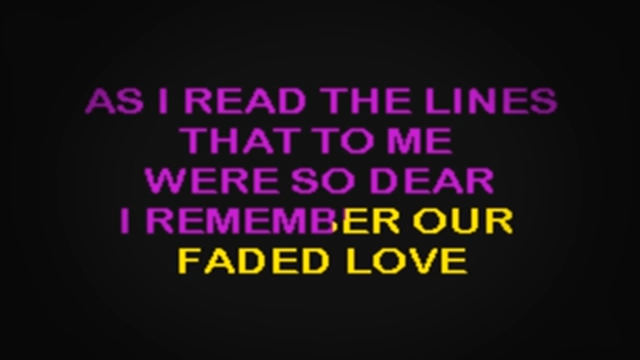 AS I READ THE LINES
THAT TO ME
WERE SO DEAR
I REMEMBER OUR
FADED LOVE